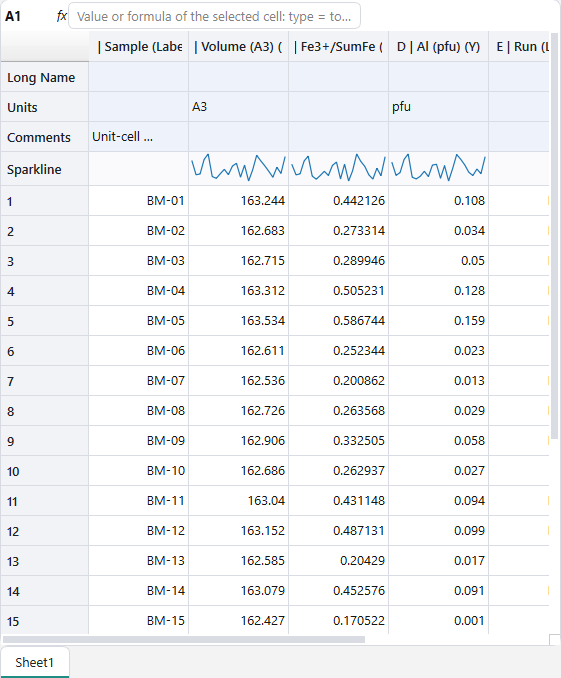 A1 fx Value or formula of the selected cell: type = to...
| Sample (Labe | Volume (A3) ( | Fe3+/SumFe ( D | Al (pfu) (Y) E | Run (L
Long Name
Units A3 pfu
Comments Unit-cell ...
Sparkline
1 BM-01 163.244 0.442126 0.108
2 BM-02 162.683 0.273314 0.034
3 BM-03 162.715 0.289946 0.05
4 BM-04 163.312 0.505231 0.128
5 BM-05 163.534 0.586744 0.159
6 BM-06 162.611 0.252344 0.023
7 BM-07 162.536 0.200862 0.013
8 BM-08 162.726 0.263568 0.029
9 BM-09 162.906 0.332505 0.058
10 BM-10 162.686 0.262937 0.027
11 BM-11 163.04 0.431148 0.094
12 BM-12 163.152 0.487131 0.099
13 BM-13 162.585 0.20429 0.017
14 BM-14 163.079 0.452576 0.091
15 BM-15 162.427 0.170522 0.001
Sheet1